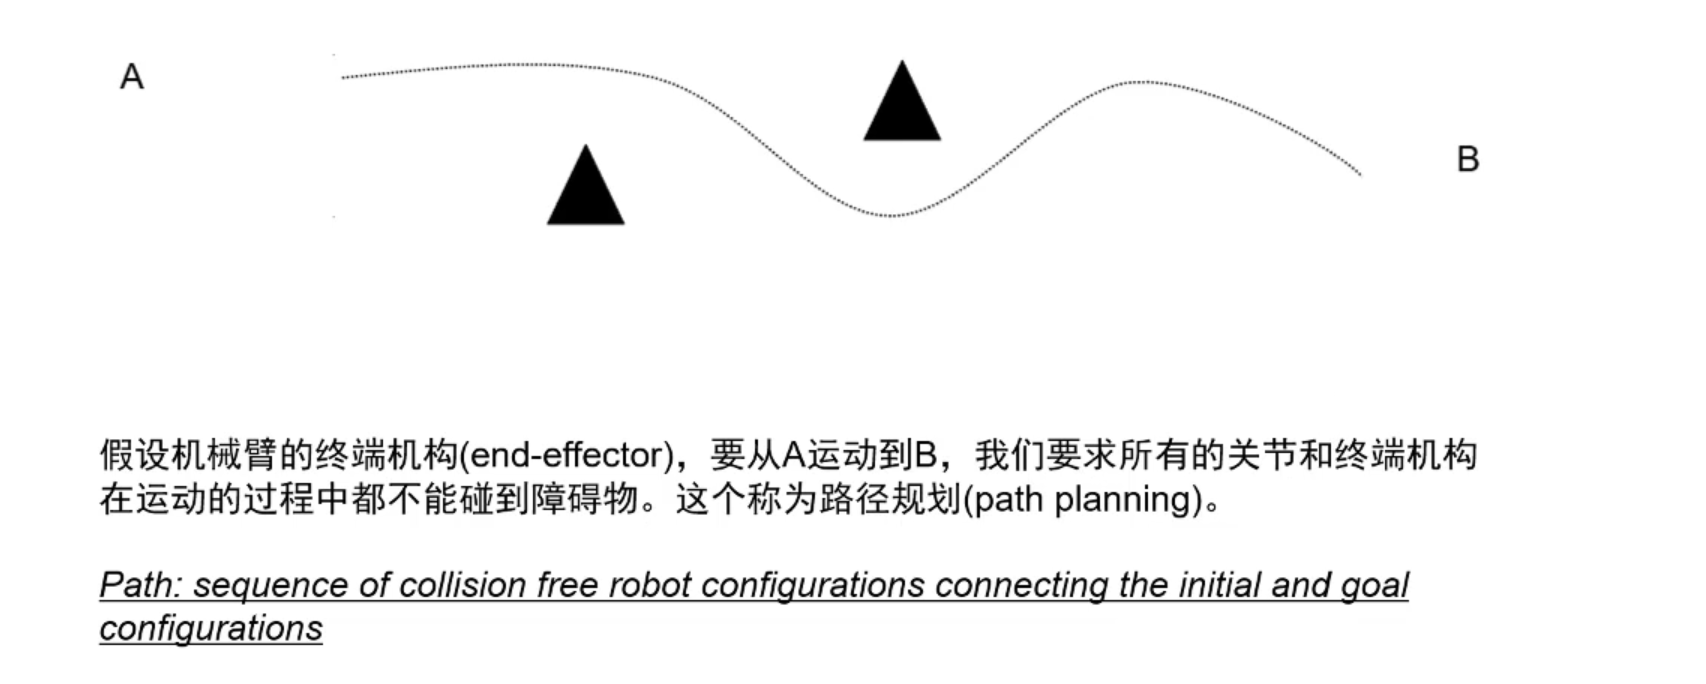 A
B
假设机械臂的终端机构(end-effector)，要从A运动到B，我们要求所有的关节和终端机构
在运动的过程中都不能碰到障碍物。这个称为路径规划(path planning)。
Path: sequence of collision free robot configurations connecting the initial and goal
configurations